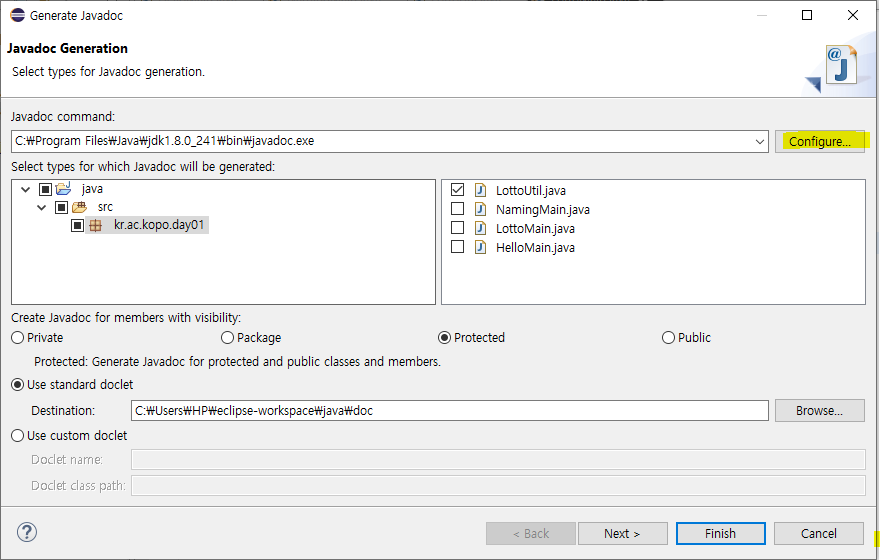 Generate Javadoc
Javadoc Generation
Select types for Javadoc generation.
Javadoc command:
C:₩Program Files₩Java₩jdk1.8.0_241₩bin₩javadoc.exe
Configure...
Select types for which Javadoc will be generated:
java
src
kr.ac.kopo.day01
LottoUtil.java
NamingMain.java
LottoMain.java
HelloMain.java
Create Javadoc for members with visibility:
Private Package Protected Public
Protected: Generate Javadoc for protected and public classes and members.
Use standard doclet
Destination: C:₩Users₩HP₩eclipse-workspace₩java₩doc Browse...
Use custom doclet
Doclet name:
Doclet class path:
< Back Next > Finish Cancel